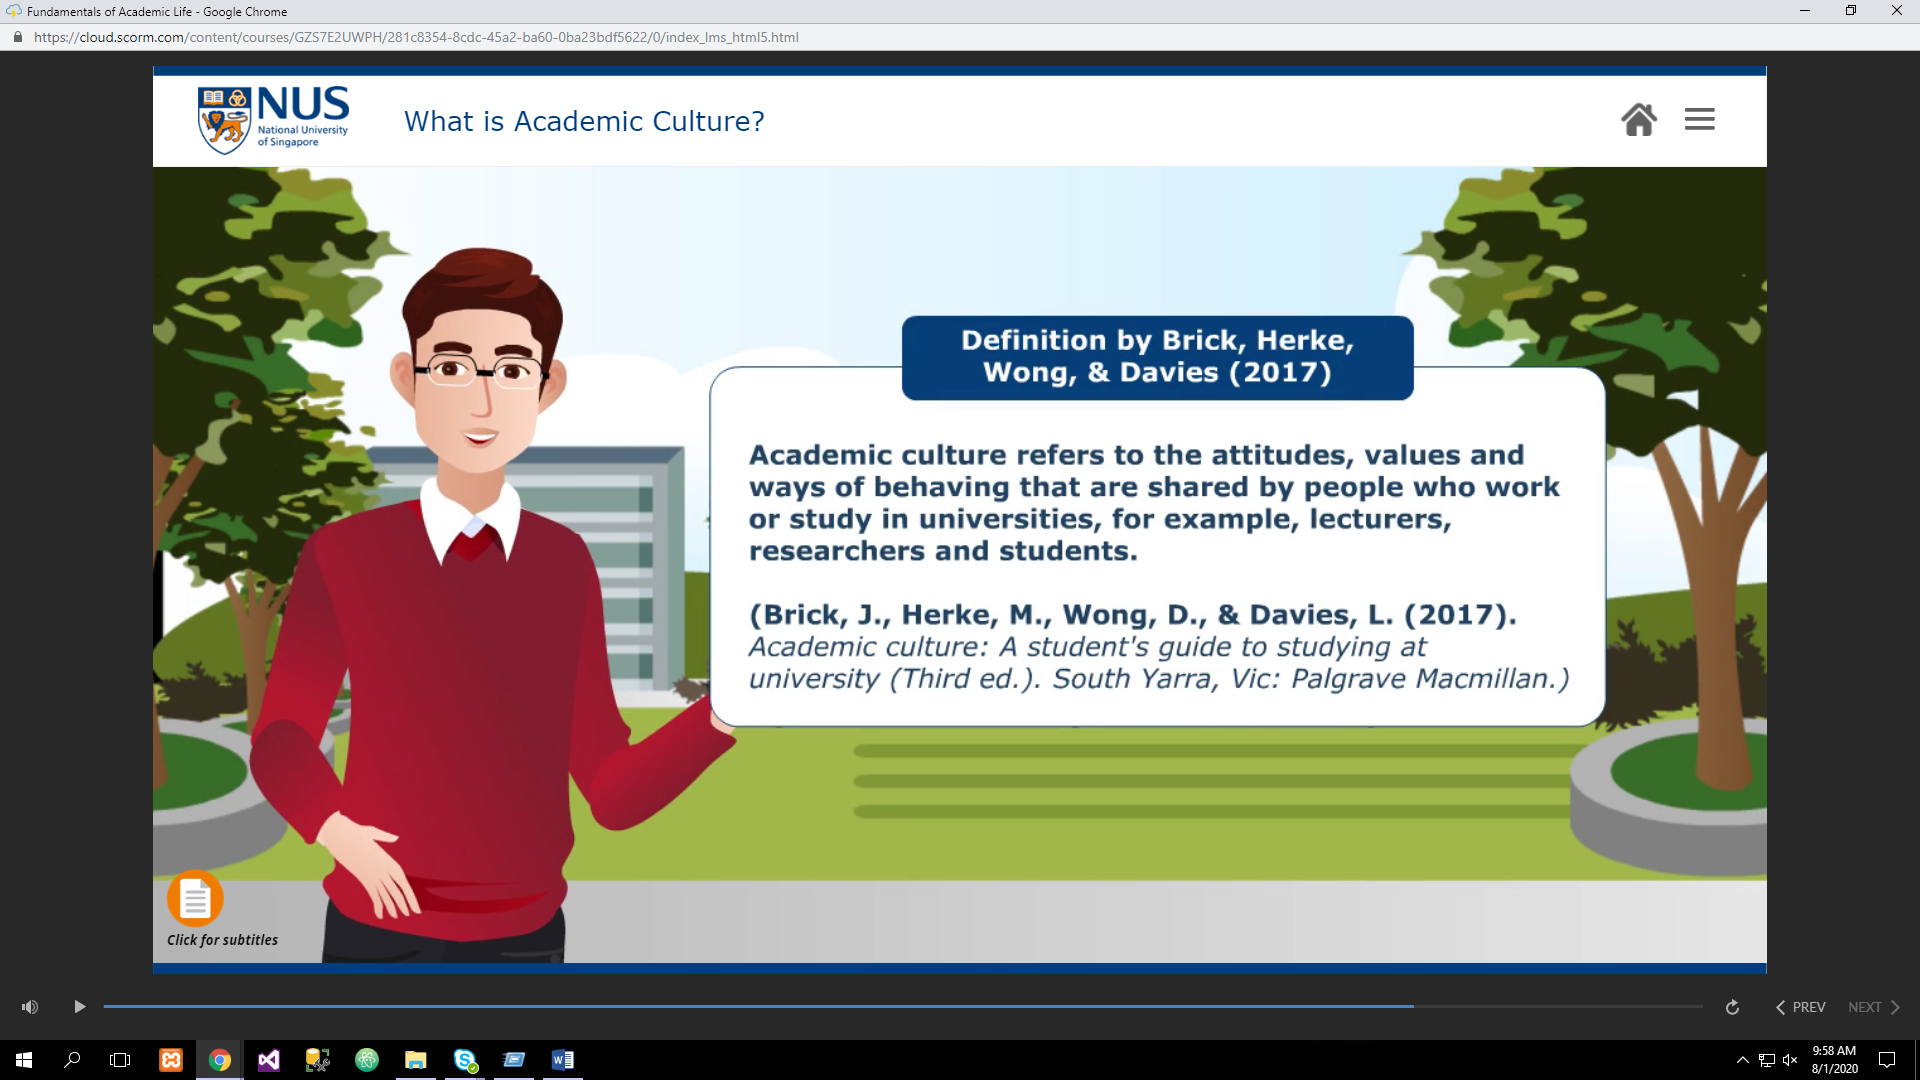 Fundamentals of Academic Life - Google Chrome
https://cloud.scorm.com/content/courses/GZS7E2UWPH/281c8354-8cdc-45a2-ba60-0ba23bdf5622/0/index_lms_html5.html
NUS
National University
of Singapore
What is Academic Culture?
Definition by Brick, Herke,
Wong, & Davies (2017)
Academic culture refers to the attitudes, values and
ways of behaving that are shared by people who work
or study in universities, for example, lecturers,
researchers and students.
(Brick, J., Herke, M., Wong, D., & Davies, L. (2017).
Academic culture: A student's guide to studying at
university (Third ed.). South Yarra, Vic: Palgrave Macmillan.)
Click for subtitles
PREV
NEXT
9:58 AM
8/1/2020